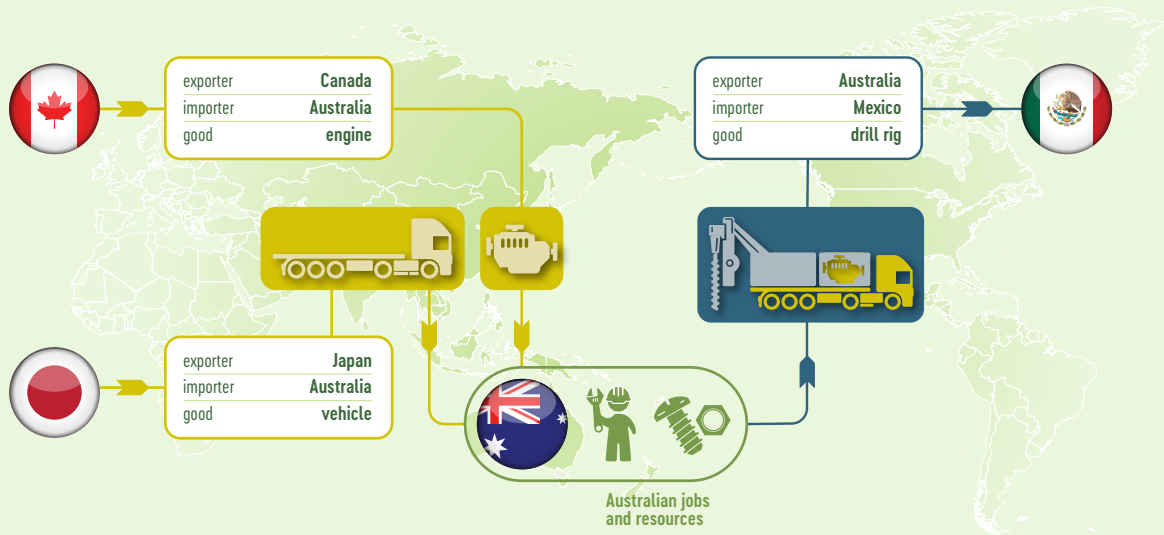 exporter Canada
importer Australia
good engine
exporter Australia
importer Mexico
good drill rig
exporter Japan
importer Australia
good vehicle
Australian jobs
and resources